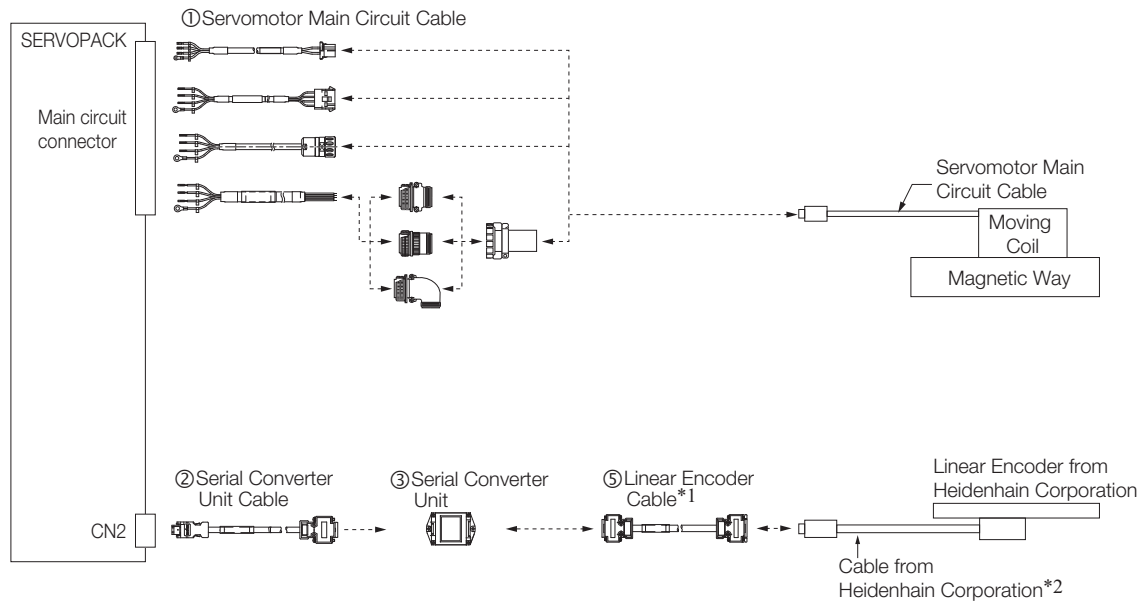 ①Servomotor Main Circuit Cable
SERVOPACK
Main circuit
connector
Servomotor Main
Circuit Cable
Moving
Coil
Magnetic Way
②Serial Converter
Unit Cable
③Serial Converter
Unit
⑤Linear Encoder
Cable*1
Linear Encoder from
Heidenhain Corporation
CN2
Cable from
Heidenhain Corporation*2